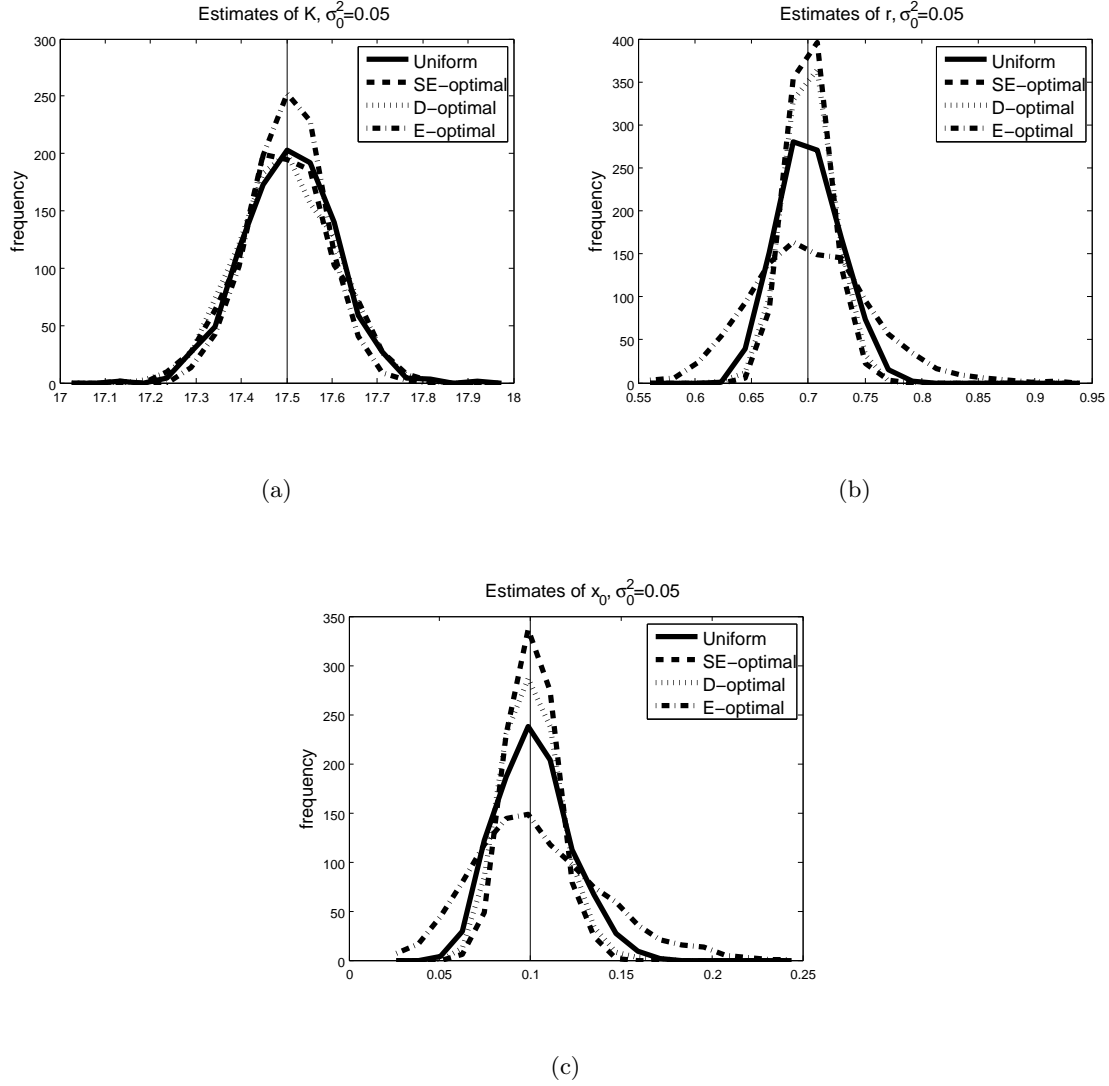 Estimates of K, σ₀²=0.05
300
250
200
150
100
50
0
frequency
17 17.1 17.2 17.3 17.4 17.5 17.6 17.7 17.8 17.9 18
Uniform
SE−optimal
D−optimal
E−optimal
(a)
Estimates of r, σ₀²=0.05
400
350
300
250
200
150
100
50
0
frequency
0.55 0.6 0.65 0.7 0.75 0.8 0.85 0.9 0.95
Uniform
SE−optimal
D−optimal
E−optimal
(b)
Estimates of x₀, σ₀²=0.05
350
300
250
200
150
100
50
0
frequency
0 0.05 0.1 0.15 0.2 0.25
Uniform
SE−optimal
D−optimal
E−optimal
(c)